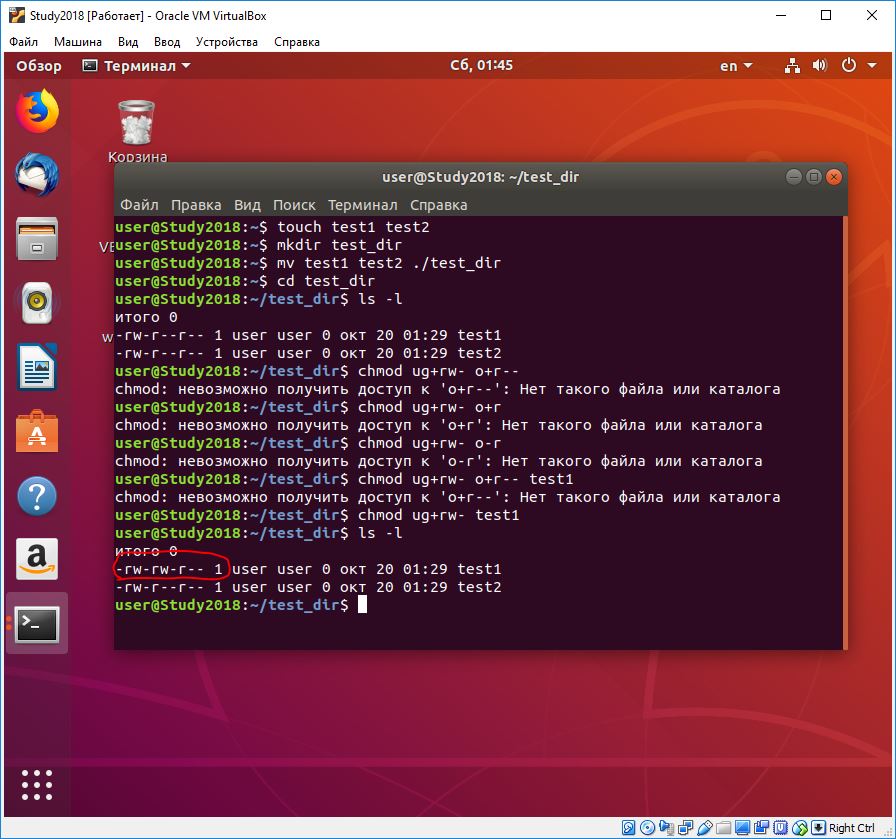 Study2018 [Работает] - Oracle VM VirtualBox
Файл Машина Вид Ввод Устройства Справка
Обзор Терминал Сб, 01:45 en
Корзина
user@Study2018: ~/test_dir
Файл Правка Вид Поиск Терминал Справка
user@Study2018:~$ touch test1 test2
user@Study2018:~$ mkdir test_dir
user@Study2018:~$ mv test1 test2 ./test_dir
user@Study2018:~$ cd test_dir
user@Study2018:~/test_dir$ ls -l
итого 0
-rw-r--r-- 1 user user 0 окт 20 01:29 test1
-rw-r--r-- 1 user user 0 окт 20 01:29 test2
user@Study2018:~/test_dir$ chmod ug+rw- o+r--
chmod: невозможно получить доступ к 'o+r--': Нет такого файла или каталога
user@Study2018:~/test_dir$ chmod ug+rw- o+r
chmod: невозможно получить доступ к 'o+r': Нет такого файла или каталога
user@Study2018:~/test_dir$ chmod ug+rw- o-r
chmod: невозможно получить доступ к 'o-r': Нет такого файла или каталога
user@Study2018:~/test_dir$ chmod ug+rw- o+r-- test1
chmod: невозможно получить доступ к 'o+r--': Нет такого файла или каталога
user@Study2018:~/test_dir$ chmod ug+rw- test1
user@Study2018:~/test_dir$ ls -l
итого 0
-rw-rw-r-- 1 user user 0 окт 20 01:29 test1
-rw-r--r-- 1 user user 0 окт 20 01:29 test2
user@Study2018:~/test_dir$
Right Ctrl